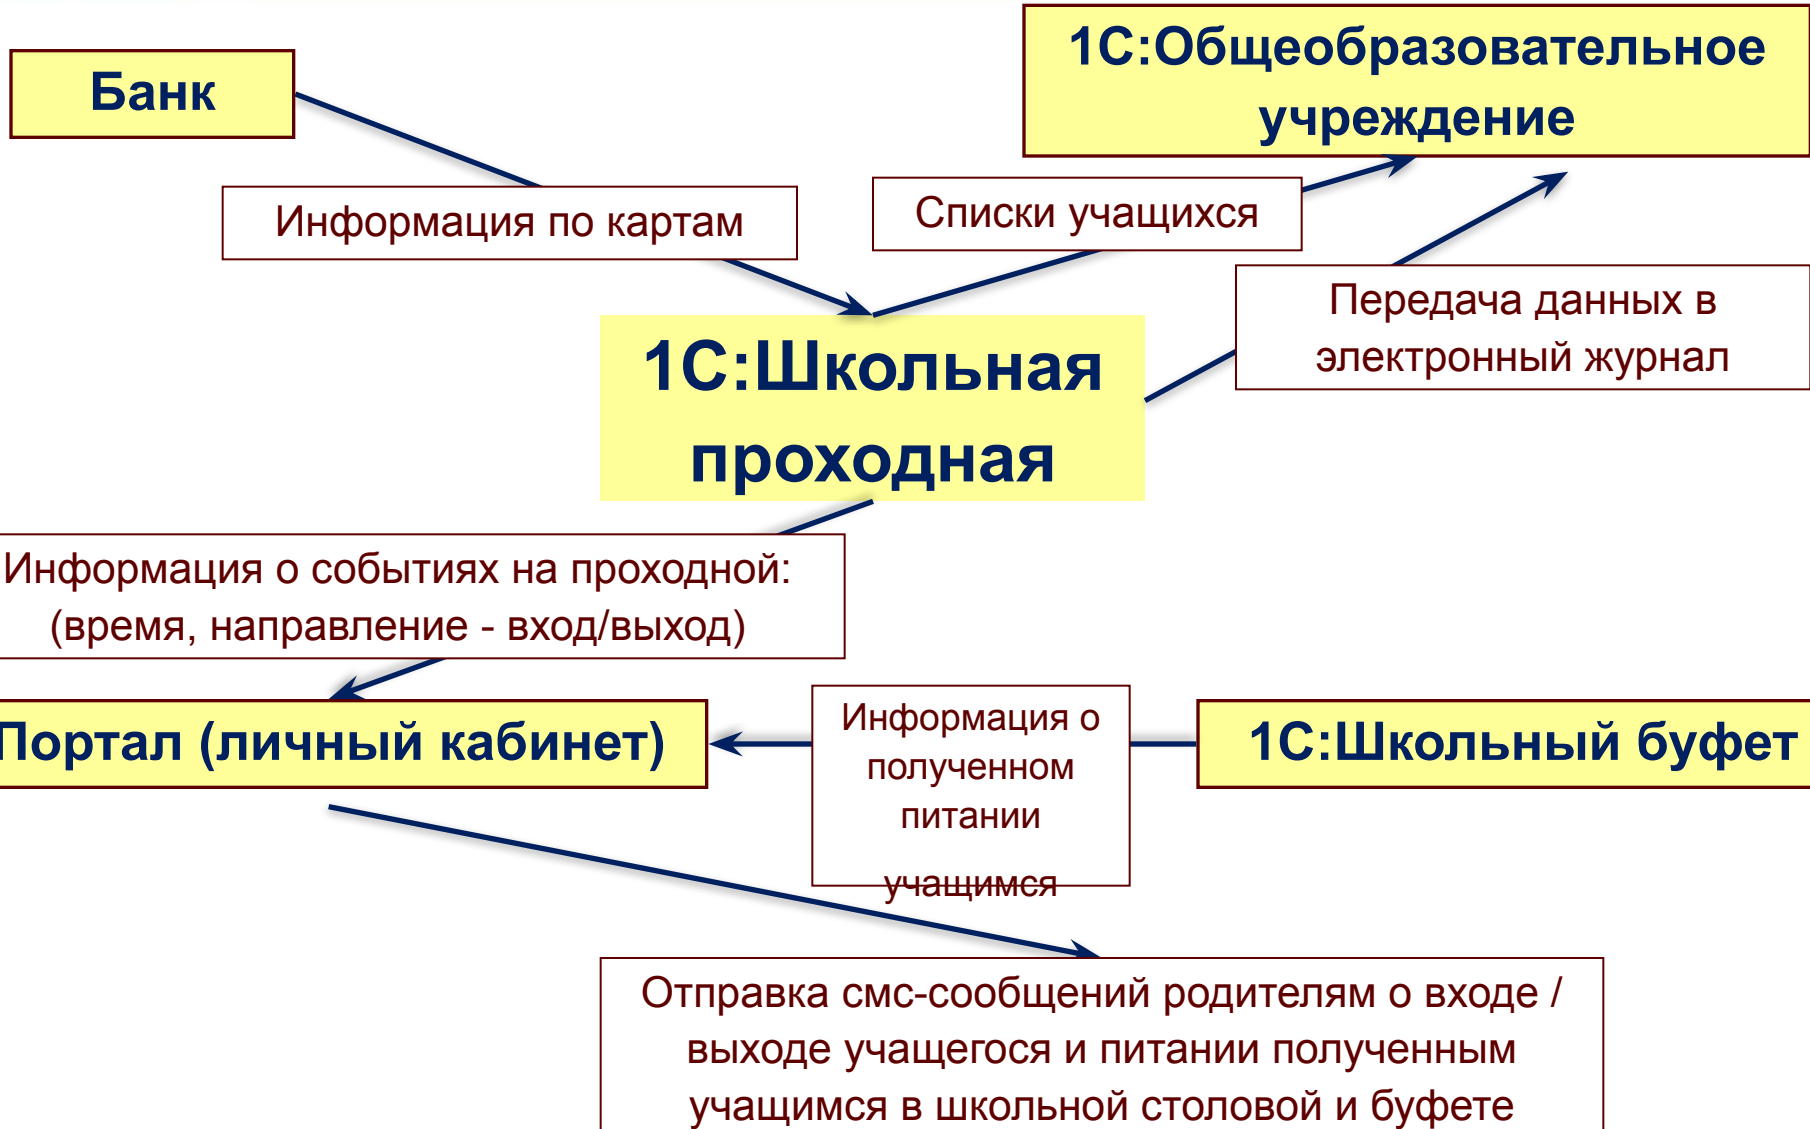 Банк
1С:Общеобразовательное
учреждение
Информация по картам
Списки учащихся
Передача данных в
электронный журнал
1С:Школьная
проходная
Информация о событиях на проходной:
(время, направление - вход/выход)
Портал (личный кабинет)
Информация о
полученном
питании
учащимся
1С:Школьный буфет
Отправка смс-сообщений родителям о входе /
выходе учащегося и питании полученным
учащимся в школьной столовой и буфете